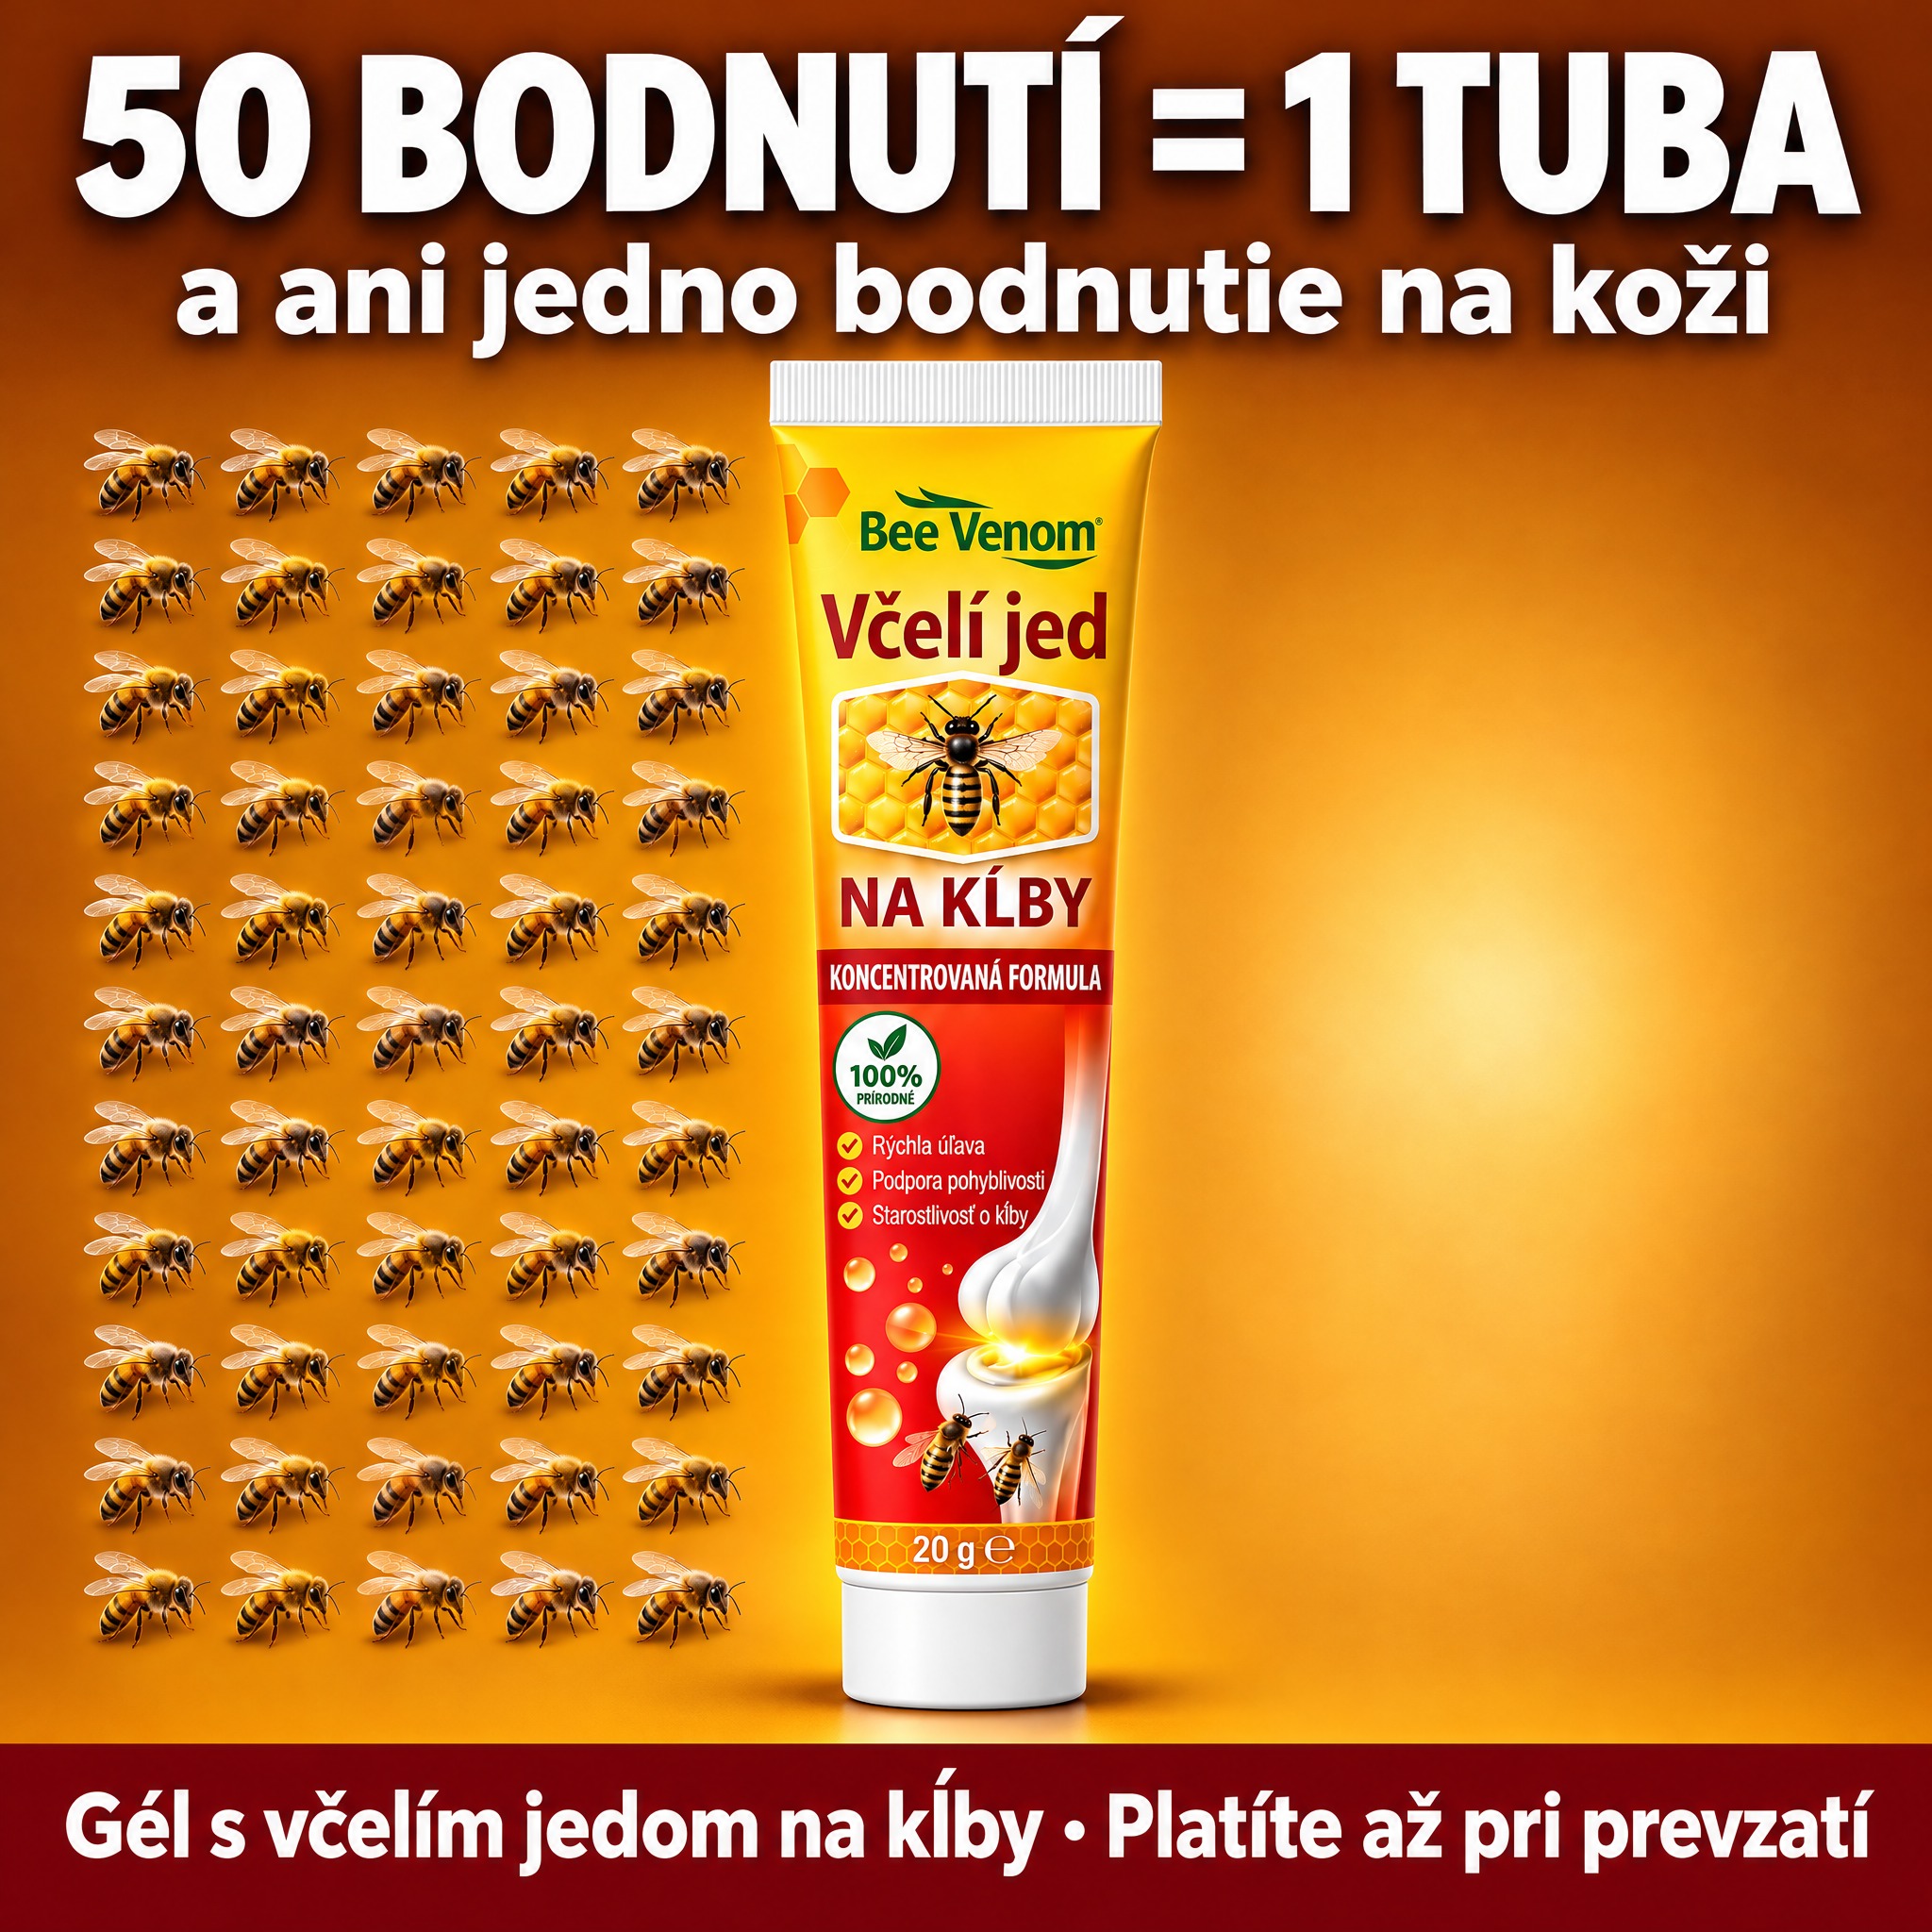 50 BODNUTÍ = 1 TUBA
a ani jedno bodnutie na koži
Bee Venom®
Včelí jed
NA KĹBY
KONCENTROVANÁ FORMULA
100%
PRÍRODNÉ
Rýchla úľava
Podpora pohyblivosti
Starostlivosť o kĺby
20 g ℮
Gél s včelím jedom na kĺby • Platíte až pri prevzatí